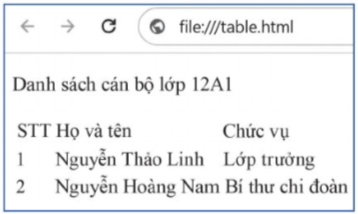 file:///table.html
Danh sách cán bộ lớp 12A1
STT Họ và tên Chức vụ
1 Nguyễn Thảo Linh Lớp trưởng
2 Nguyễn Hoàng Nam Bí thư chi đoàn